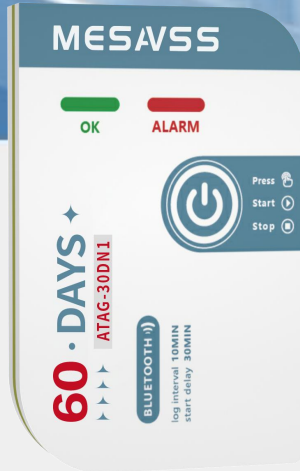 MESAVSS
OK
ALARM
Press
Start
Stop
60·DAYS
ATAG-30DN1
BLUETOOTH
log interval 10MIN
start delay 30MIN